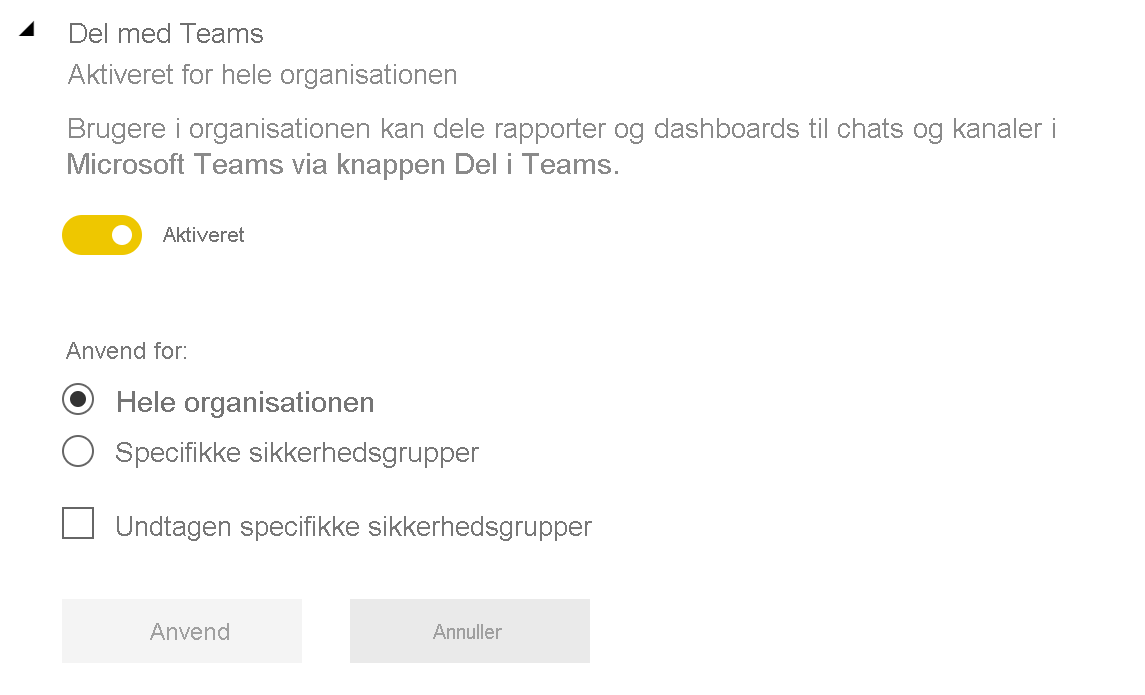 Del med Teams
Aktiveret for hele organisationen
Brugere i organisationen kan dele rapporter og dashboards til chats og kanaler i
Microsoft Teams via knappen Del i Teams.
Aktiveret
Anvend for:
Hele organisationen
Specifikke sikkerhedsgrupper
Undtagen specifikke sikkerhedsgrupper
Anvend
Annuller